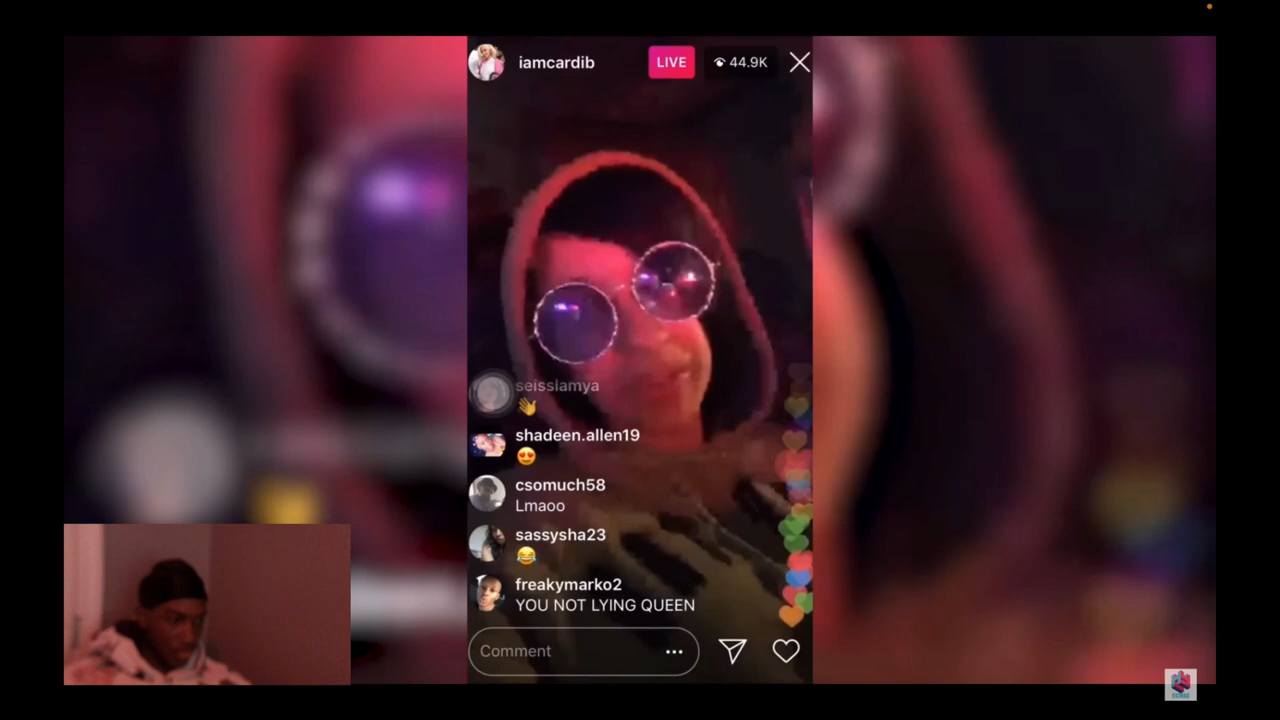 iamcardib
LIVE
44.9K
seisslamya
👋
shadeen.allen19
😍
csomuch58
Lmaoo
sassysha23
😂
freakymarko2
YOU NOT LYING QUEEN
Comment